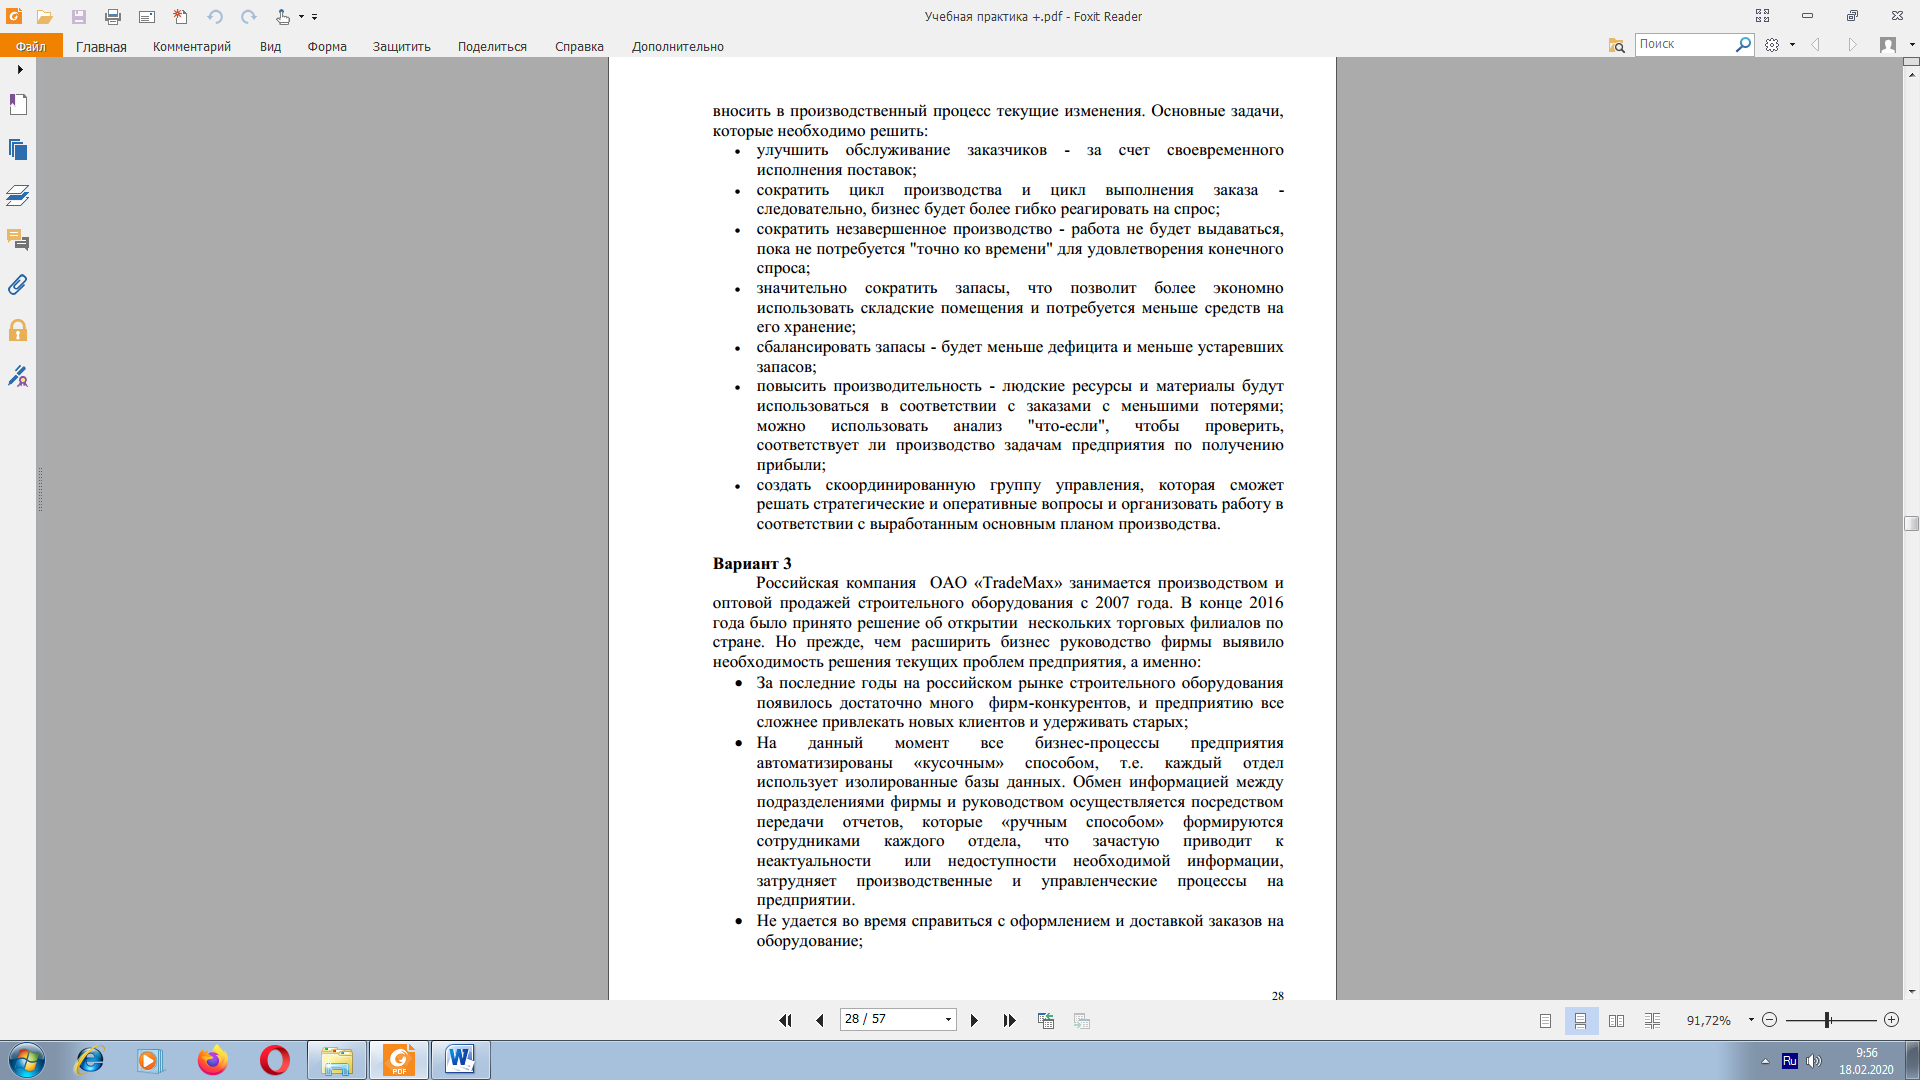 Учебная практика +.pdf - Foxit Reader
Файл Главная Комментарий Вид Форма Защитить Поделиться Справка Дополнительно Поиск
вносить в производственный процесс текущие изменения. Основные задачи,
которые необходимо решить:
• улучшить обслуживание заказчиков - за счет своевременного
исполнения поставок;
• сократить цикл производства и цикл выполнения заказа -
следовательно, бизнес будет более гибко реагировать на спрос;
• сократить незавершенное производство - работа не будет выдаваться,
пока не потребуется "точно ко времени" для удовлетворения конечного
спроса;
• значительно сократить запасы, что позволит более экономно
использовать складские помещения и потребуется меньше средств на
его хранение;
• сбалансировать запасы - будет меньше дефицита и меньше устаревших
запасов;
• повысить производительность - людские ресурсы и материалы будут
использоваться в соответствии с заказами с меньшими потерями;
можно использовать анализ "что-если", чтобы проверить,
соответствует ли производство задачам предприятия по получению
прибыли;
• создать скоординированную группу управления, которая сможет
решать стратегические и оперативные вопросы и организовать работу в
соответствии с выработанным основным планом производства.
Вариант 3
Российская компания ОАО «TradeMax» занимается производством и
оптовой продажей строительного оборудования с 2007 года. В конце 2016
года было принято решение об открытии нескольких торговых филиалов по
стране. Но прежде, чем расширить бизнес руководство фирмы выявило
необходимость решения текущих проблем предприятия, а именно:
• За последние годы на российском рынке строительного оборудования
появилось достаточно много фирм-конкурентов, и предприятию все
сложнее привлекать новых клиентов и удерживать старых;
• На данный момент все бизнес-процессы предприятия
автоматизированы «кусочным» способом, т.е. каждый отдел
использует изолированные базы данных. Обмен информацией между
подразделениями фирмы и руководством осуществляется посредством
передачи отчетов, которые «ручным способом» формируются
сотрудниками каждого отдела, что зачастую приводит к
неактуальности или недоступности необходимой информации,
затрудняет производственные и управленческие процессы на
предприятии.
• Не удается во время справиться с оформлением и доставкой заказов на
оборудование;
28
28 / 57
91,72%
PDF
Ru
9:56
18.02.2020